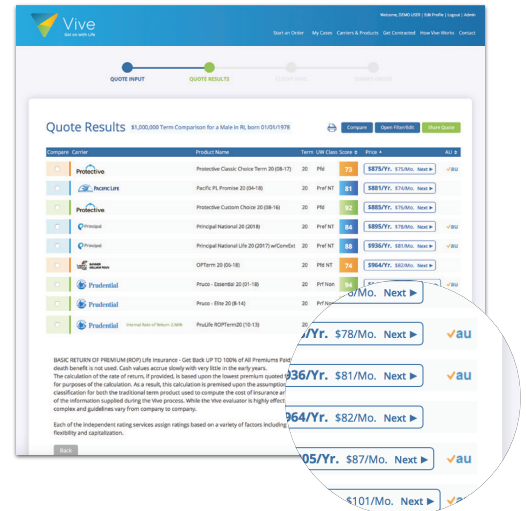 Vive
Get on with Life
Welcome, DEMO USER | Edit Profile | Logout | Admin
Start an Order My Cases Carriers & Products Get Contracted How Vive Works Contact
QUOTE INPUT QUOTE RESULTS
Quote Results $1,000,000 Term Comparison for a Male in RI, born 01/01/1978
Compare Open Filter/Edit Share Quote
Compare Carrier Product Name Term UW Class Score Price AU
Protective Protective Classic Choice Term 20 (08-17) 20 Pfd 73 $875/Yr. $75/Mo. Next ▶ au
PACIFIC LIFE Pacific PL Promise 20 (04-18) 20 Pref NT 81 $881/Yr. $74/Mo. Next ▶ au
Protective Protective Custom Choice 20 (08-16) 20 Pfd 92 $885/Yr. $76/Mo. Next ▶
Principal Principal National 20 (2018) 20 Pref NT 84 $895/Yr. $78/Mo. Next ▶ au
Principal Principal National Life 20 (2017) w/ConvExt 20 Pref NT 88 $936/Yr. $81/Mo. Next ▶ au
OPTerm 20 (06-18) 20 Pfd NT 74 $964/Yr. $82/Mo. Next ▶
Prudential Pruco - Essential 20 (01-18) 20 Prf Non 94 au
Prudential Pruco - Elite 20 (8-14) 20 Prf Non
Prudential Internal Rate of Return: 2.90% PruLife ROPTerm20 (10-13) 20
/Mo. Next ▶
/Yr. $78/Mo. Next ▶ au
936/Yr. $81/Mo. Next ▶ au
964/Yr. $82/Mo. Next ▶
05/Yr. $87/Mo. Next ▶ au
$101/Mo. Next ▶ au
BASIC RETURN OF PREMIUM (ROP) Life Insurance - Get Back UP TO 100% of All Premiums Paid
death benefit is not used. Cash values accrue slowly with very little in the early years.
The calculation of the rate of return, if provided, is based upon the lowest premium quoted
for purposes of the calculation. As a result, this calculation is premised upon the assumption
classification for both the traditional term product used to compute the cost of insurance
of the information supplied during the Vive process. While the Vive evaluator is highly
complex and guidelines vary from company to company.
Each of the independent rating services assign ratings based on a variety of factors including
flexibility and capitalization.
Back